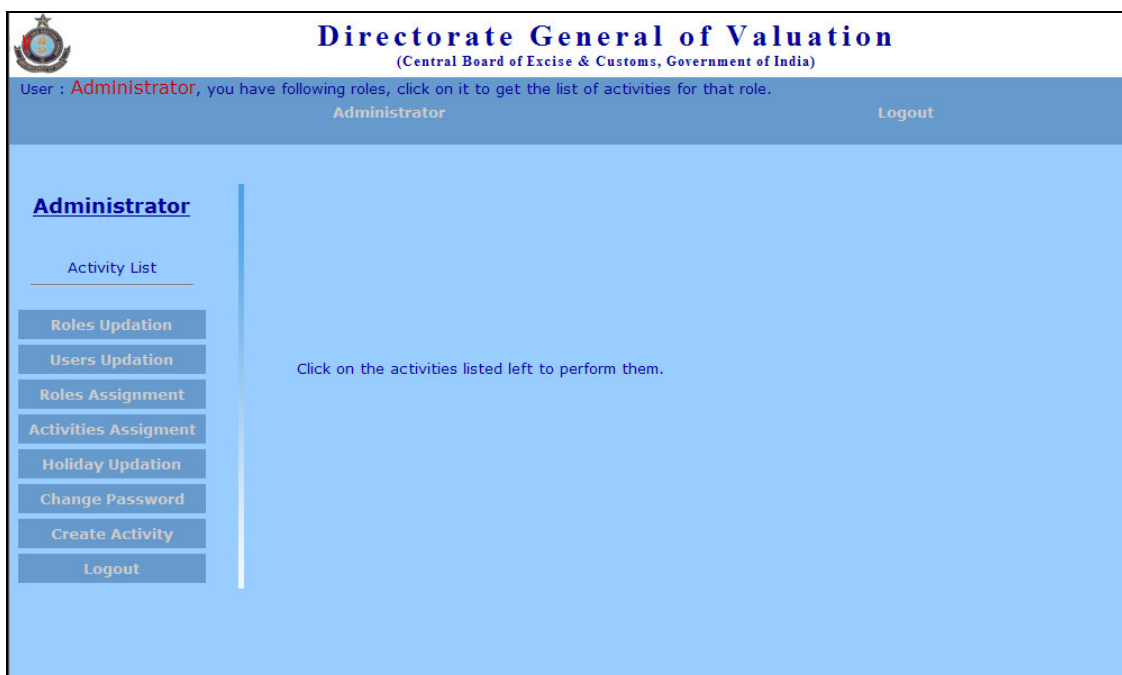 Directorate General of Valuation
(Central Board of Excise & Customs, Government of India)
User : Administrator, you have following roles, click on it to get the list of activities for that role.
Administrator Logout
Administrator
Activity List
Roles Updation
Users Updation
Roles Assignment
Activities Assigment
Holiday Updation
Change Password
Create Activity
Logout
Click on the activities listed left to perform them.